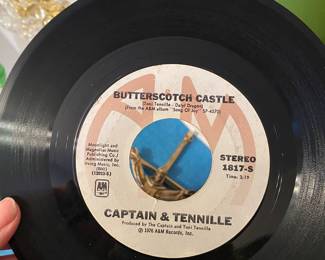 BUTTERSCOTCH CASTLE
(Toni Tennille - Daryl Dragon)
(From the A&M album "Song Of Joy" SP-4570)
Moonlight and
Magnolias Music
Publishing Co./
Administered by
Irving Music, Inc.
(BMI)
STEREO
1817-S
Time: 3:19
A&M
CAPTAIN & TENNILLE
Produced by The Captain and Toni Tennille
℗ 1976 A&M Records, Inc.